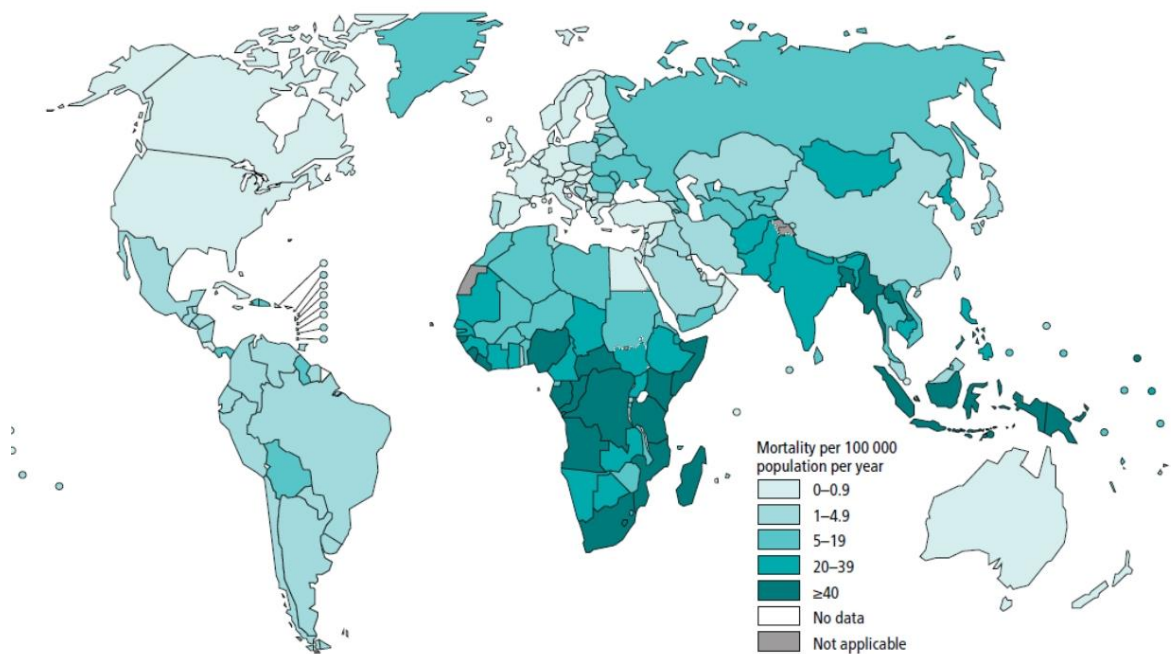 Mortality per 100 000
population per year
0–0.9
1–4.9
5–19
20–39
≥40
No data
Not applicable